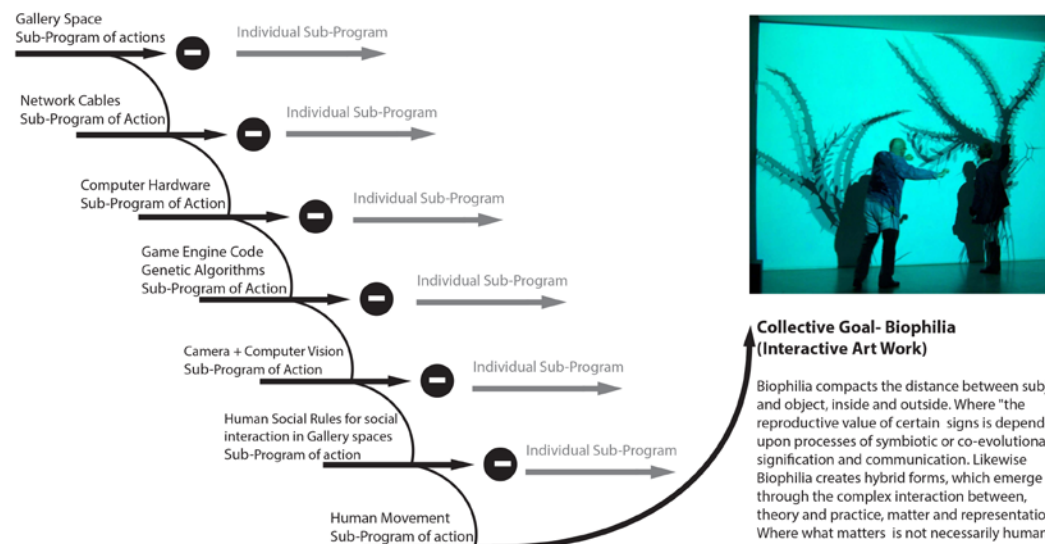 Gallery Space
Sub-Program of actions
Individual Sub-Program
Network Cables
Sub-Program of Action
Individual Sub-Program
Computer Hardware
Sub-Program of Action
Individual Sub-Program
Game Engine Code
Genetic Algorithms
Sub-Program of Action
Individual Sub-Program
Camera + Computer Vision
Sub-Program of Action
Individual Sub-Program
Human Social Rules for social
interaction in Gallery spaces
Sub-Program of action
Individual Sub-Program
Human Movement
Sub-Program of action
Collective Goal- Biophilia
(Interactive Art Work)
Biophilia compacts the distance between
and object, inside and outside. Where "the
reproductive value of certain signs is
upon processes of symbiotic or
signification and communication. Likewise
Biophilia creates hybrid forms, which emerge
through the complex interaction between,
theory and practice, matter and
Where what matters is not necessarily human